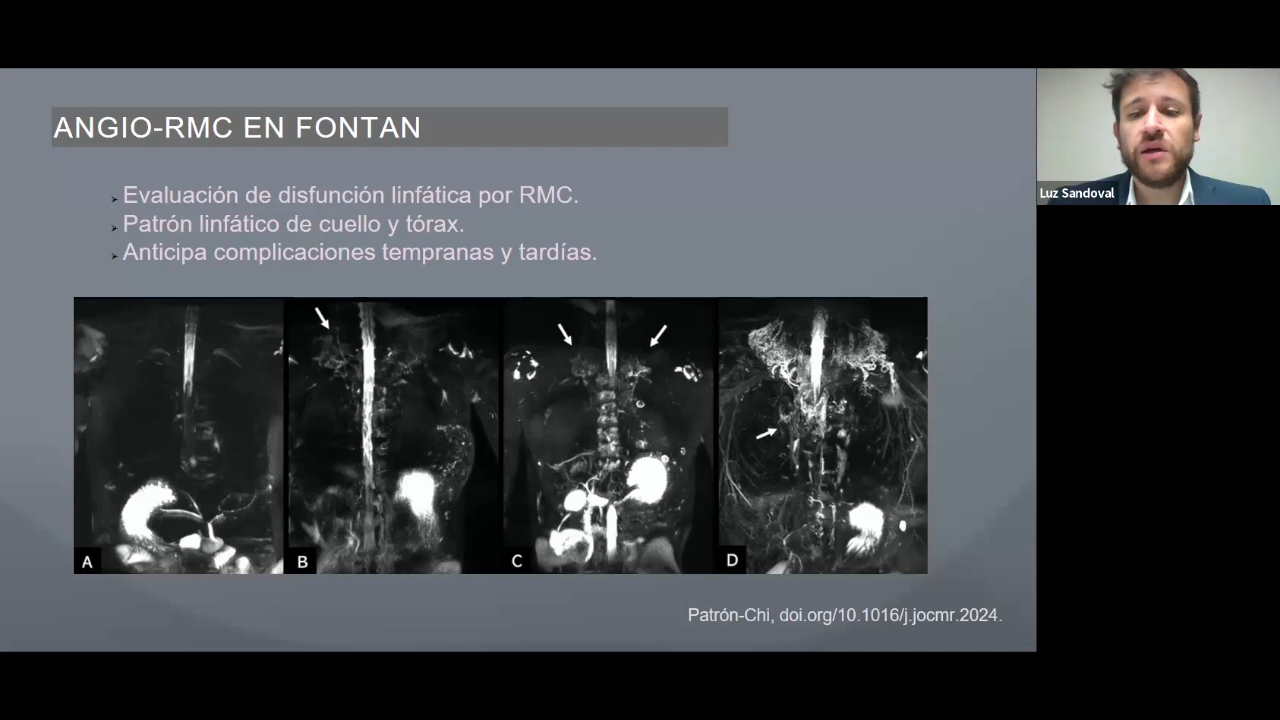 ANGIO-RMC EN FONTAN
Evaluación de disfunción linfática por RMC.
Patrón linfático de cuello y tórax.
Anticipa complicaciones tempranas y tardías.
A
B
C
D
Patrón-Chi, doi.org/10.1016/j.jocmr.2024.
Luz Sandoval